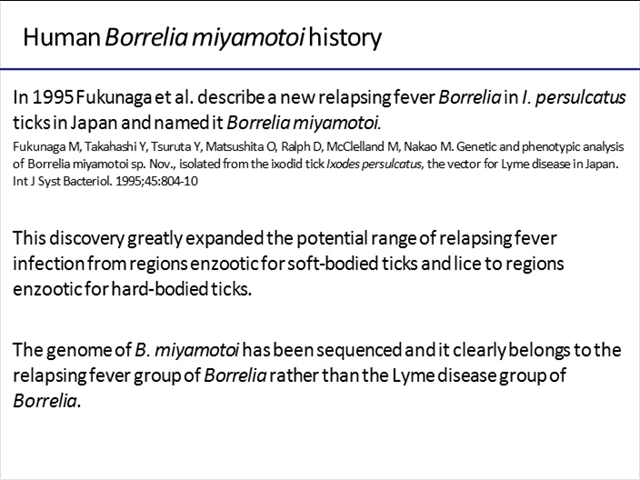 Human Borrelia miyamotoi history
In 1995 Fukunaga et al. describe a new relapsing fever Borrelia in I. persulcatus
ticks in Japan and named it Borrelia miyamotoi.
Fukunaga M, Takahashi Y, Tsuruta Y, Matsushita O, Ralph D, McClelland M, Nakao M. Genetic and phenotypic analysis
of Borrelia miyamotoi sp. Nov., isolated from the ixodid tick Ixodes persulcatus, the vector for Lyme disease in Japan.
Int J Syst Bacteriol. 1995;45:804-10
This discovery greatly expanded the potential range of relapsing fever
infection from regions enzootic for soft-bodied ticks and lice to regions
enzootic for hard-bodied ticks.
The genome of B. miyamotoi has been sequenced and it clearly belongs to the
relapsing fever group of Borrelia rather than the Lyme disease group of
Borrelia.